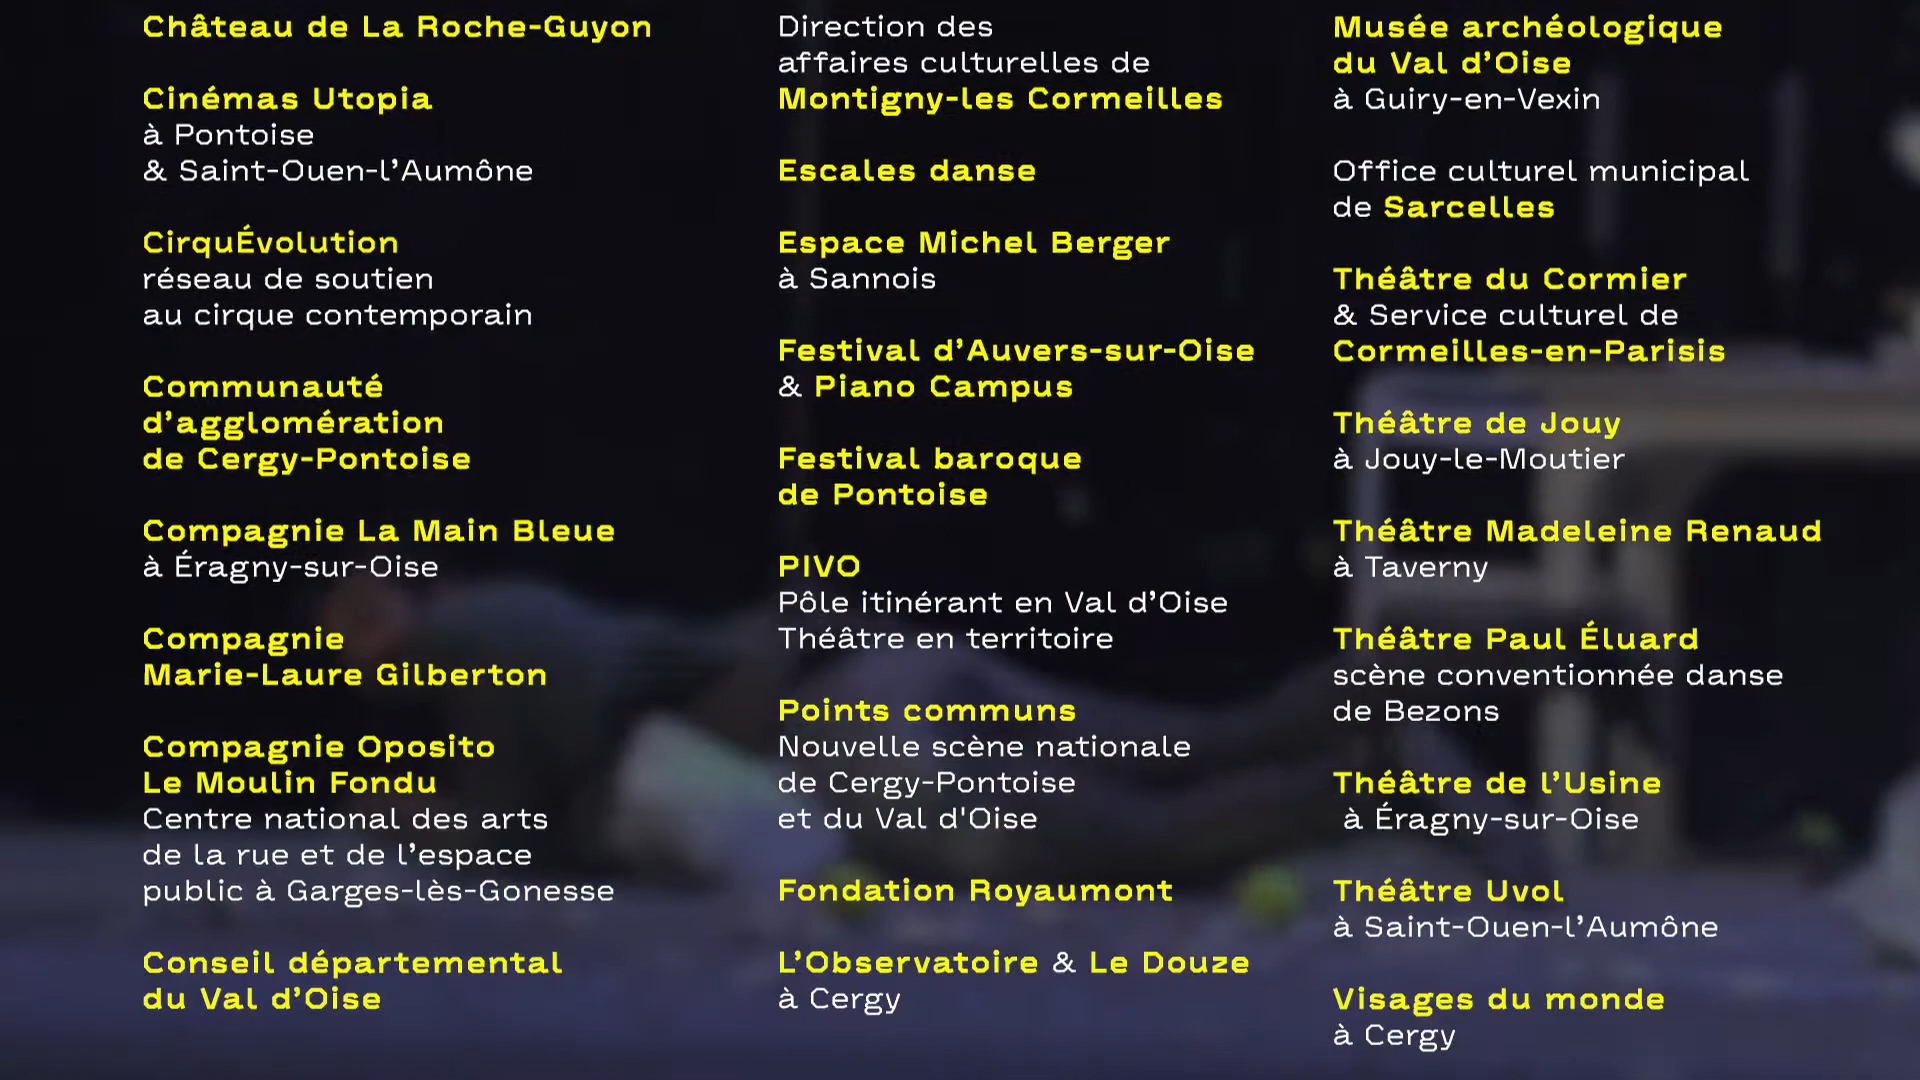 Château de La Roche-Guyon
Cinémas Utopia
à Pontoise
& Saint-Ouen-l’Aumône
CirquÉvolution
réseau de soutien
au cirque contemporain
Communauté
d’agglomération
de Cergy-Pontoise
Compagnie La Main Bleue
à Éragny-sur-Oise
Compagnie
Marie-Laure Gilberton
Compagnie Oposito
Le Moulin Fondu
Centre national des arts
de la rue et de l’espace
public à Garges-lès-Gonesse
Conseil départemental
du Val d’Oise
Direction des
affaires culturelles de
Montigny-les Cormeilles
Escales danse
Espace Michel Berger
à Sannois
Festival d’Auvers-sur-Oise
& Piano Campus
Festival baroque
de Pontoise
PIVO
Pôle itinérant en Val d’Oise
Théâtre en territoire
Points communs
Nouvelle scène nationale
de Cergy-Pontoise
et du Val d'Oise
Fondation Royaumont
L’Observatoire & Le Douze
à Cergy
Musée archéologique
du Val d’Oise
à Guiry-en-Vexin
Office culturel municipal
de Sarcelles
Théâtre du Cormier
& Service culturel de
Cormeilles-en-Parisis
Théâtre de Jouy
à Jouy-le-Moutier
Théâtre Madeleine Renaud
à Taverny
Théâtre Paul Éluard
scène conventionnée danse
de Bezons
Théâtre de l’Usine
à Éragny-sur-Oise
Théâtre Uvol
à Saint-Ouen-l’Aumône
Visages du monde
à Cergy